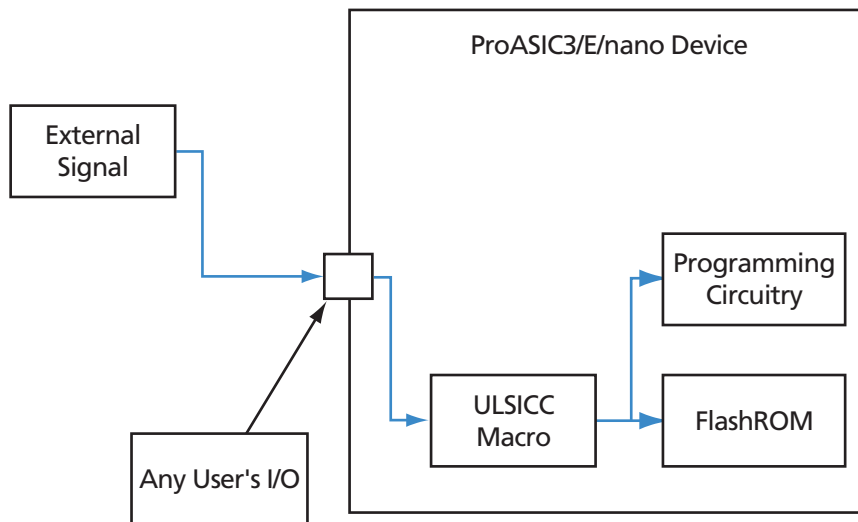 ProASIC3/E/nano Device
External
Signal
Programming
Circuitry
ULSICC
Macro
FlashROM
Any User's I/O